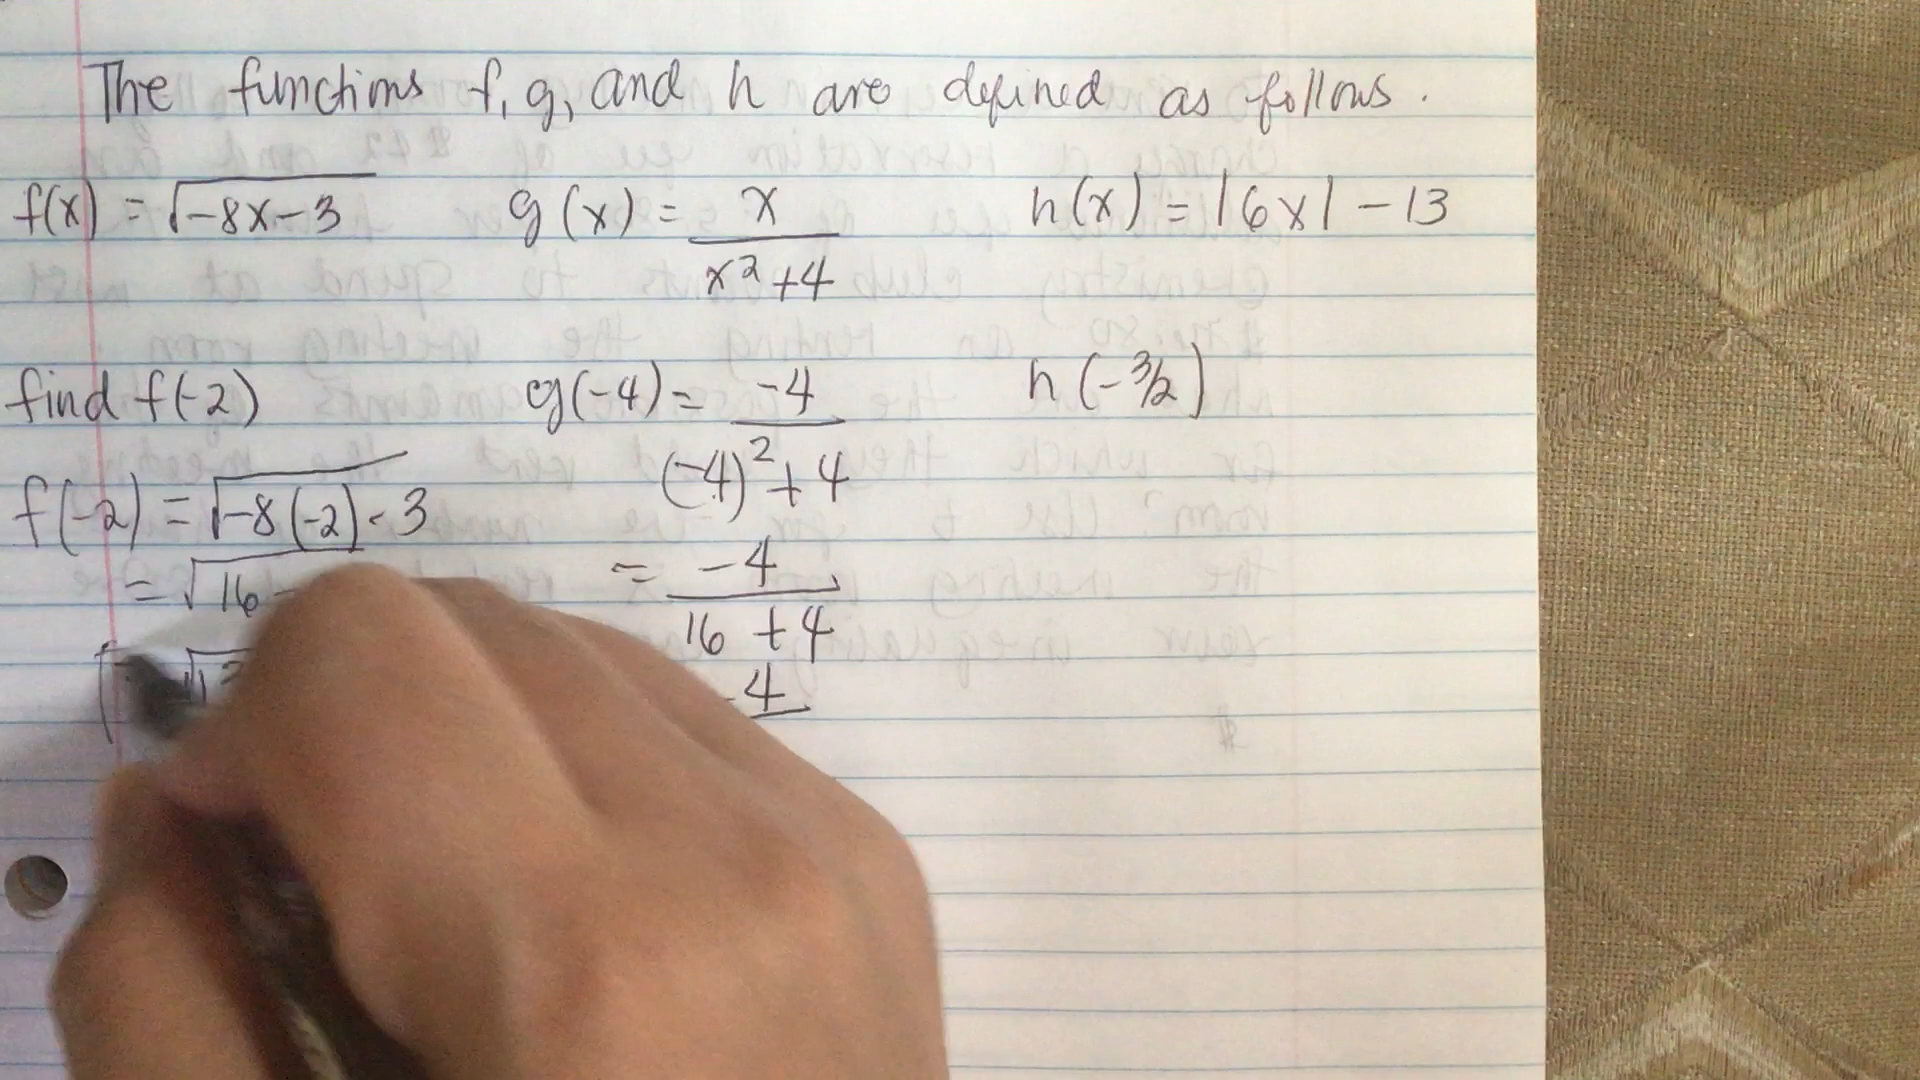 The functions f, g, and h are defined as follows.
f(x) = √-8x-3 g(x) = x / x²+4 h(x) = |6x| - 13
find f(-2) g(-4) = -4 / (-4)²+4 h(-3/2)
f(-2) = √-8(-2)-3
= √16
= -4 / 16 + 4
√13
-4